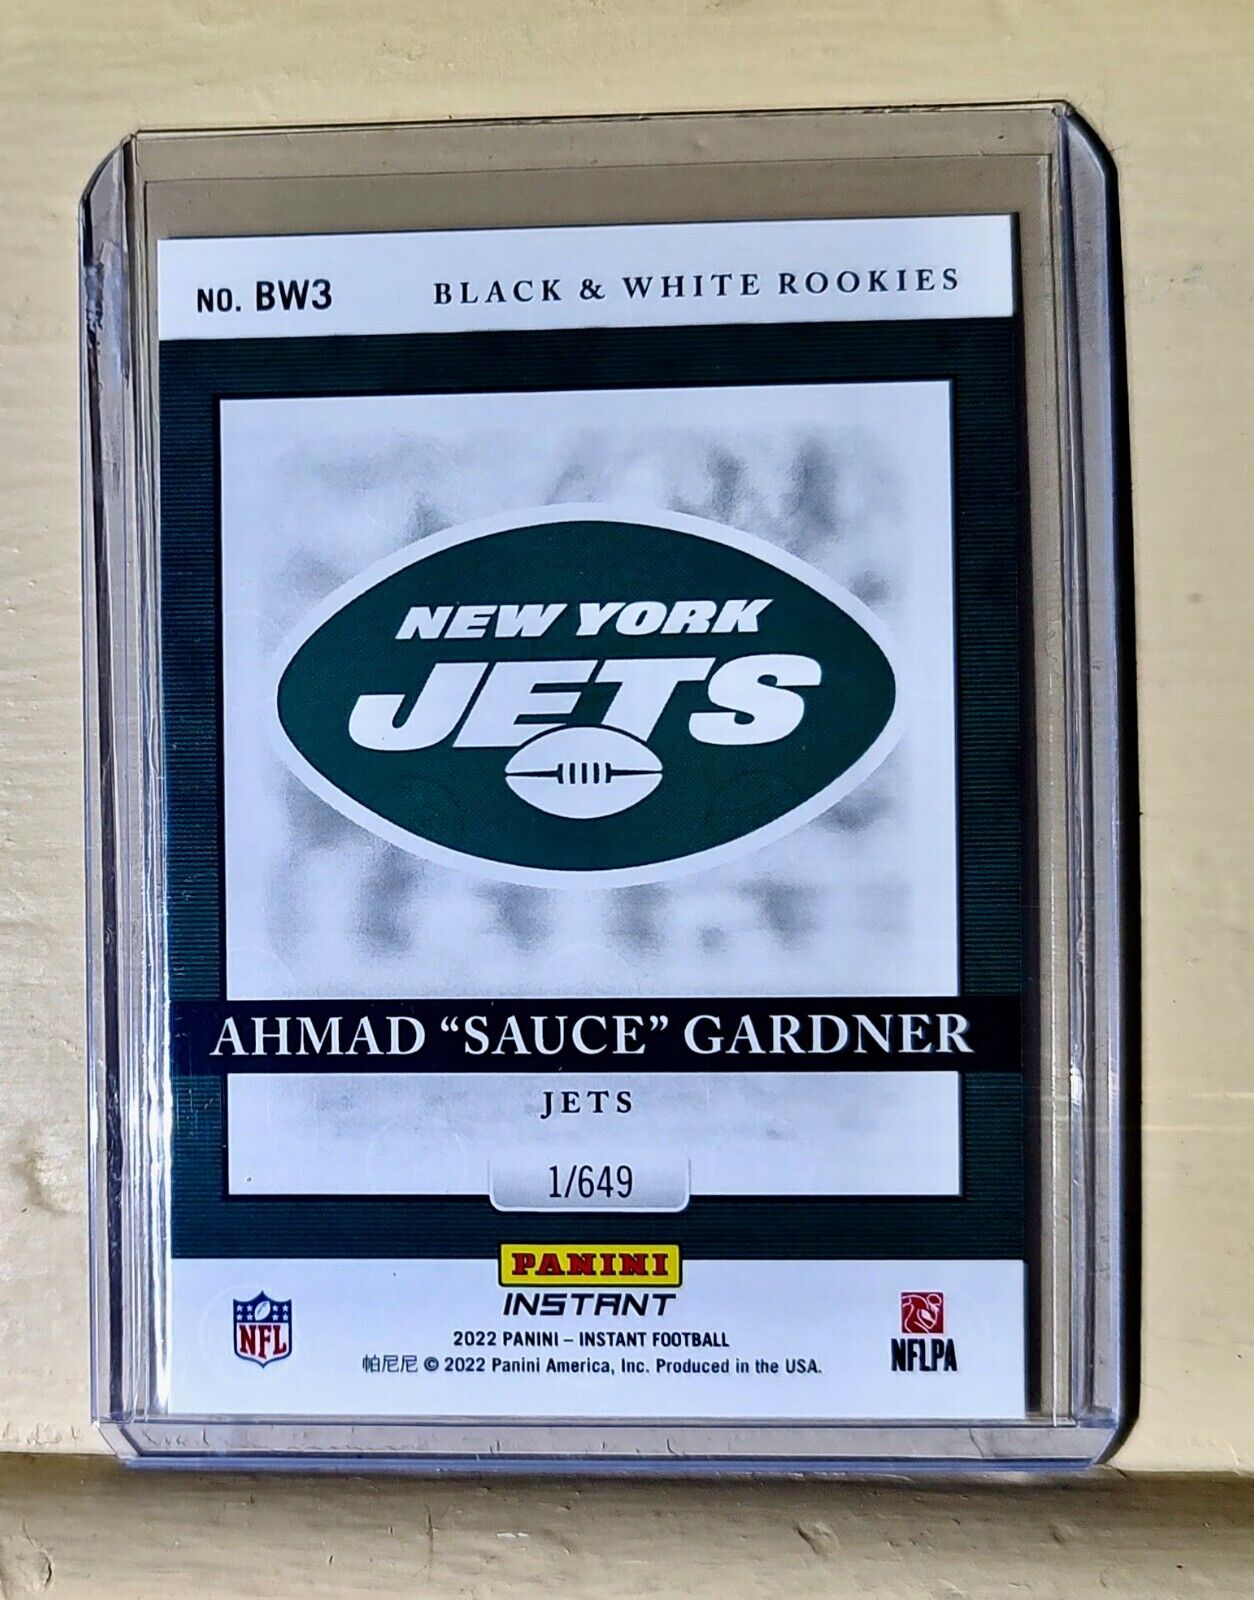 NO. BW3 BLACK & WHITE ROOKIES
NEW YORK
JETS
AHMAD “SAUCE” GARDNER
JETS
1/649
PANINI
INSTANT
2022 PANINI – INSTANT FOOTBALL
帕尼尼 © 2022 Panini America, Inc. Produced in the USA.
NFL
NFLPA